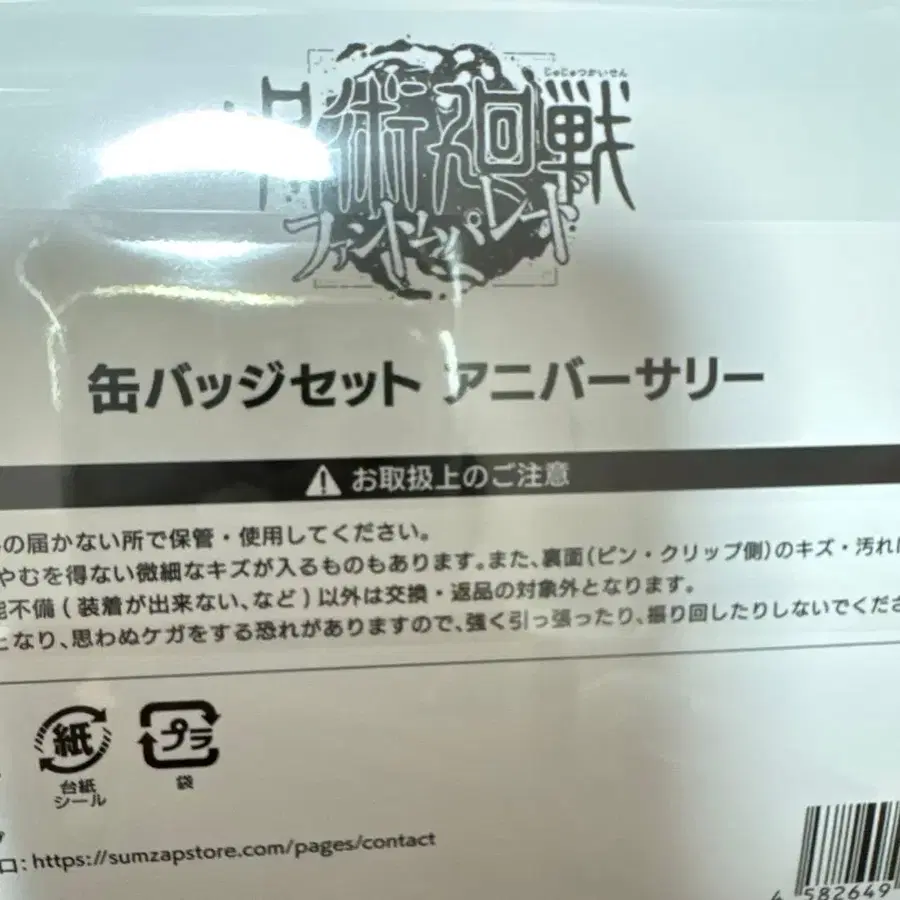 じゅじゅつかいせん
呪術廻戦
ファントムパレード
缶バッジセット アニバーサリー
お取扱上のご注意
の届かない所で保管・使用してください。
やむを得ない微細なキズが入るものもあります。また、裏面(ピン・クリップ側)のキズ・汚れ
不備(装着が出来ない、など)以外は交換・返品の対象外となります。
となり、思わぬケガをする恐れがありますので、強く引っ張ったり、振り回したりしないでくださ
紙 プラ
台紙 袋
シール
口: https://sumzapstore.com/pages/contact
4 582649